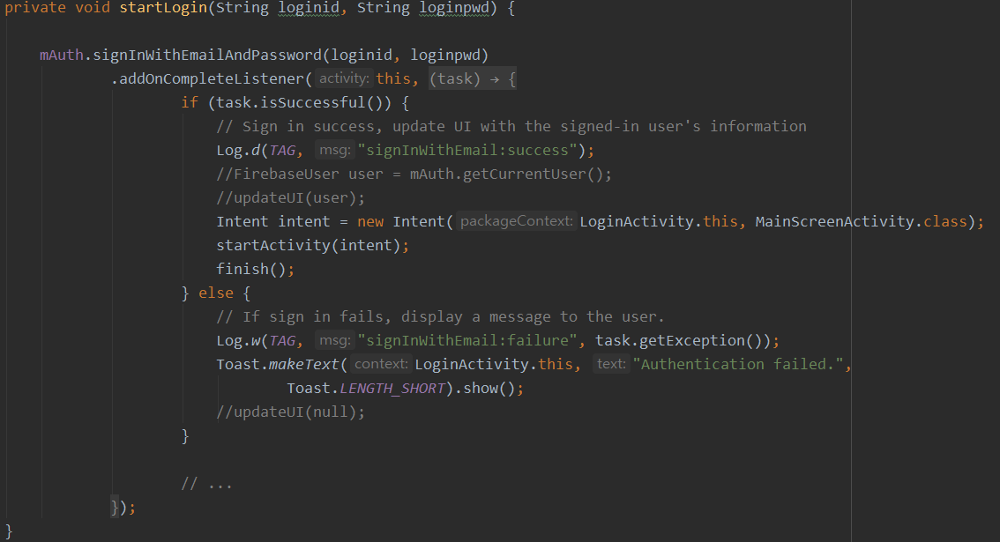 private void startLogin(String loginid, String loginpwd) {
mAuth.signInWithEmailAndPassword(loginid, loginpwd)
.addOnCompleteListener( activity: this, (task) → {
if (task.isSuccessful()) {
// Sign in success, update UI with the signed-in user's information
Log.d(TAG, msg: "signInWithEmail:success");
//FirebaseUser user = mAuth.getCurrentUser();
//updateUI(user);
Intent intent = new Intent( packageContext: LoginActivity.this, MainScreenActivity.class);
startActivity(intent);
finish();
} else {
// If sign in fails, display a message to the user.
Log.w(TAG, msg: "signInWithEmail:failure", task.getException());
Toast.makeText( context: LoginActivity.this, text: "Authentication failed.",
Toast.LENGTH_SHORT).show();
//updateUI(null);
}
// ...
});
}